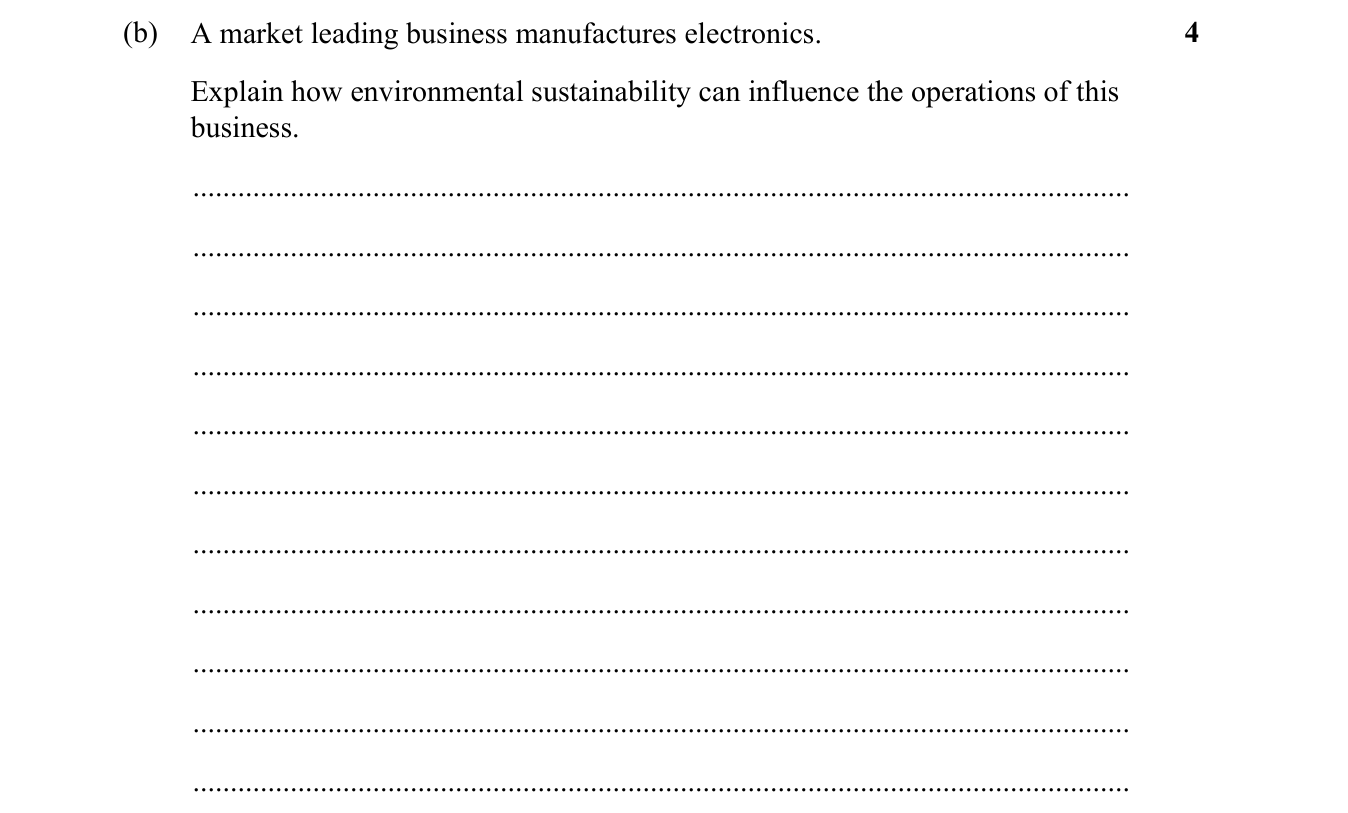 (b) A market leading business manufactures electronics. 4
Explain how environmental sustainability can influence the operations of this
business.